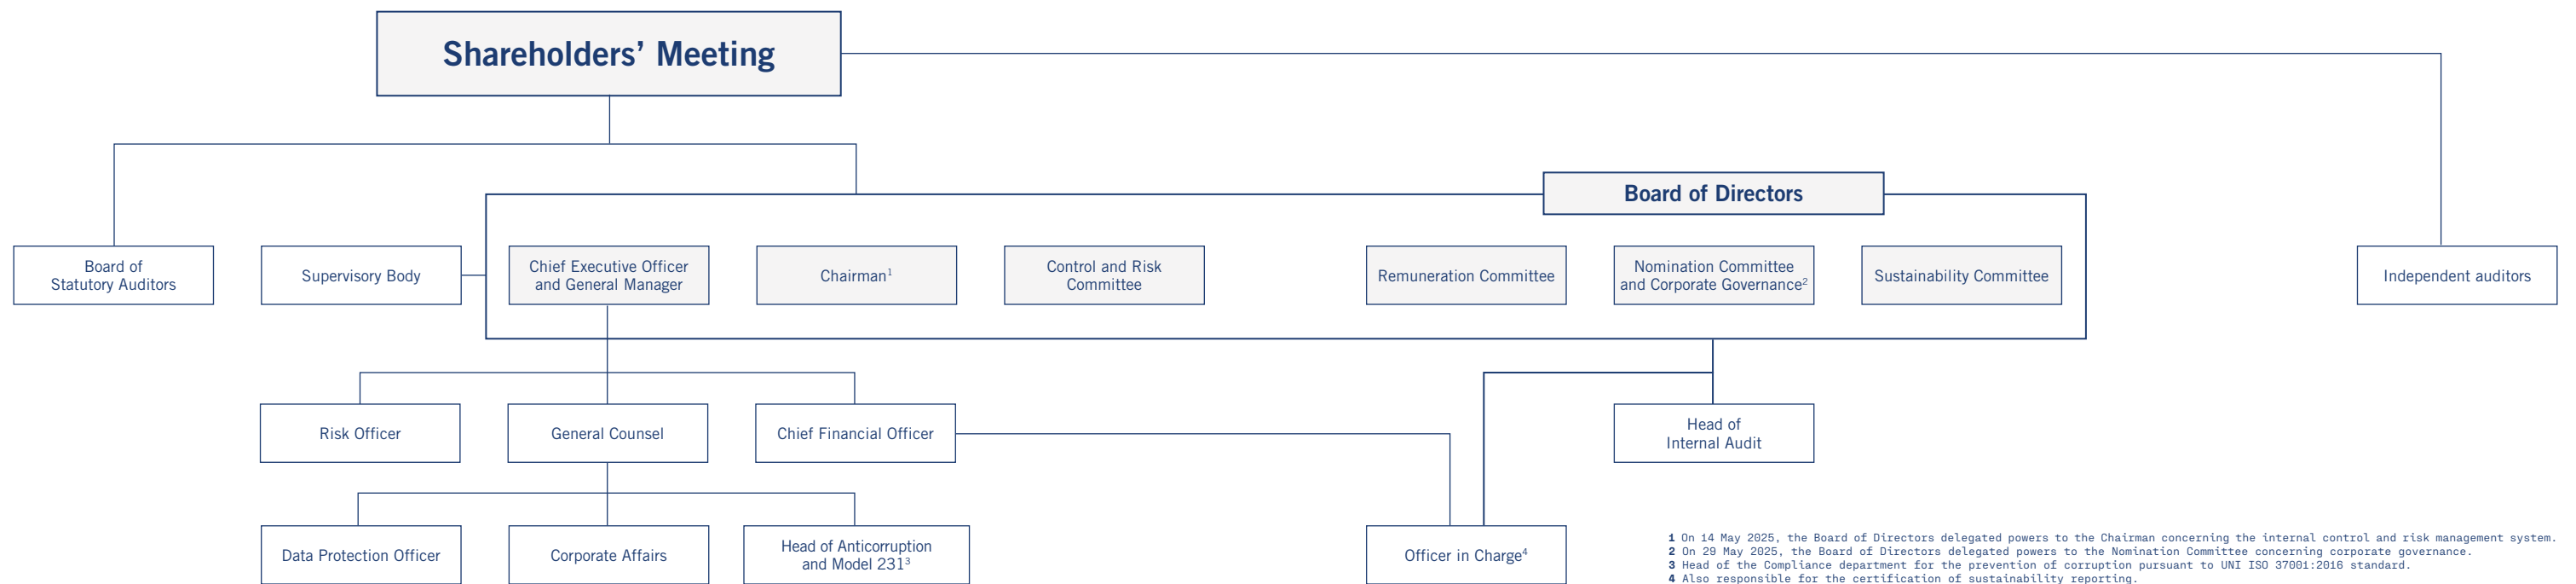 Shareholders’ Meeting
Board of Directors
Board of
Statutory Auditors
Supervisory Body
Chief Executive Officer
and General Manager
Chairman¹
Control and Risk
Committee
Remuneration Committee
Nomination Committee
and Corporate Governance²
Sustainability Committee
Independent auditors
Risk Officer
General Counsel
Chief Financial Officer
Head of
Internal Audit
Data Protection Officer
Corporate Affairs
Head of Anticorruption
and Model 231³
Officer in Charge⁴
1 On 14 May 2025, the Board of Directors delegated powers to the Chairman concerning the internal control and risk management system.
2 On 29 May 2025, the Board of Directors delegated powers to the Nomination Committee concerning corporate governance.
3 Head of the Compliance department for the prevention of corruption pursuant to UNI ISO 37001:2016 standard.
4 Also responsible for the certification of sustainability reporting.